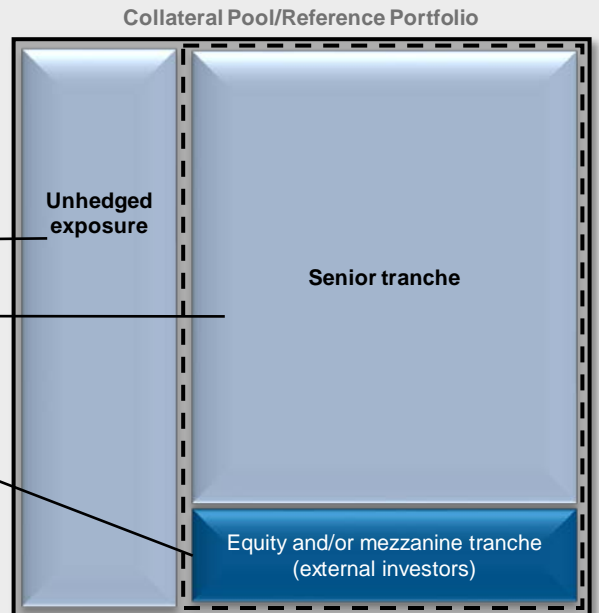 Collateral Pool/Reference Portfolio
Unhedged
exposure
Senior tranche
Equity and/or mezzanine tranche
(external investors)